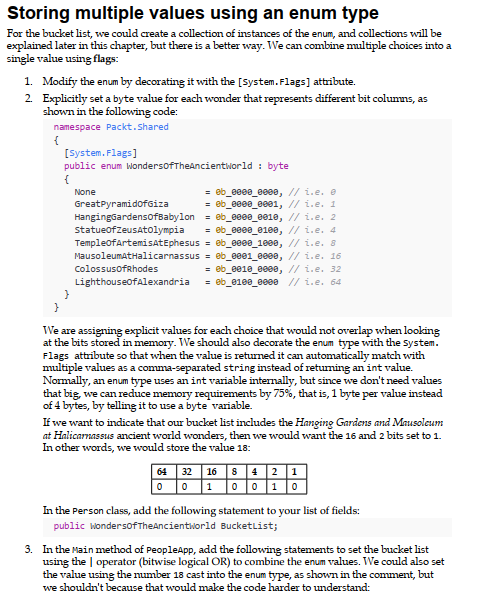 Storing multiple values using an enum type
For the bucket list, we could create a collection of instances of the enum, and collections will be
explained later in this chapter, but there is a better way. We can combine multiple choices into a
single value using flags:
1. Modify the enum by decorating it with the [System.Flags] attribute.
2. Explicitly set a byte value for each wonder that represents different bit columns, as
shown in the following code:
namespace Packt.Shared
{
[System.Flags]
public enum WondersOfTheAncientWorld : byte
{
None = 0b_0000_0000, // i.e. 0
GreatPyramidOfGiza = 0b_0000_0001, // i.e. 1
HangingGardensOfBabylon = 0b_0000_0010, // i.e. 2
StatueOfZeusAtOlympia = 0b_0000_0100, // i.e. 4
TempleOfArtemisAtEphesus = 0b_0000_1000, // i.e. 8
MausoleumAtHalicarnassus = 0b_0001_0000, // i.e. 16
ColossusOfRhodes = 0b_0010_0000, // i.e. 32
LighthouseOfAlexandria = 0b_0100_0000 // i.e. 64
}
}
We are assigning explicit values for each choice that would not overlap when looking
at the bits stored in memory. We should also decorate the enum type with the System.
Flags attribute so that when the value is returned it can automatically match with
multiple values as a comma-separated string instead of returning an int value.
Normally, an enum type uses an int variable internally, but since we don't need values
that big, we can reduce memory requirements by 75%, that is, 1 byte per value instead
of 4 bytes, by telling it to use a byte variable.
If we want to indicate that our bucket list includes the Hanging Gardens and Mausoleum
at Halicarnassus ancient world wonders, then we would want the 16 and 2 bits set to 1.
In other words, we would store the value 18:
64 32 16 8 4 2 1
0 0 1 0 0 1 0
In the Person class, add the following statement to your list of fields:
public WondersOfTheAncientWorld BucketList;
3. In the Main method of PeopleApp, add the following statements to set the bucket list
using the | operator (bitwise logical OR) to combine the enum values. We could also set
the value using the number 18 cast into the enum type, as shown in the comment, but
we shouldn't because that would make the code harder to understand: